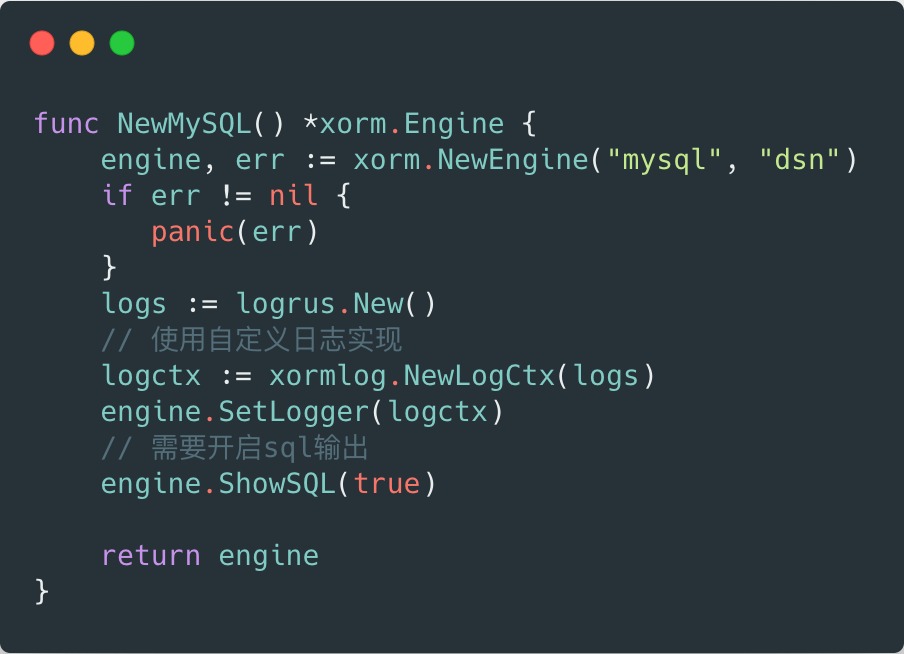 func NewMySQL() *xorm.Engine {
    engine, err := xorm.NewEngine("mysql", "dsn")
    if err != nil {
       panic(err)
    }
    logs := logrus.New()
    // 使用自定义日志实现
    logctx := xormlog.NewLogCtx(logs)
    engine.SetLogger(logctx)
    // 需要开启sql输出
    engine.ShowSQL(true)

    return engine
}